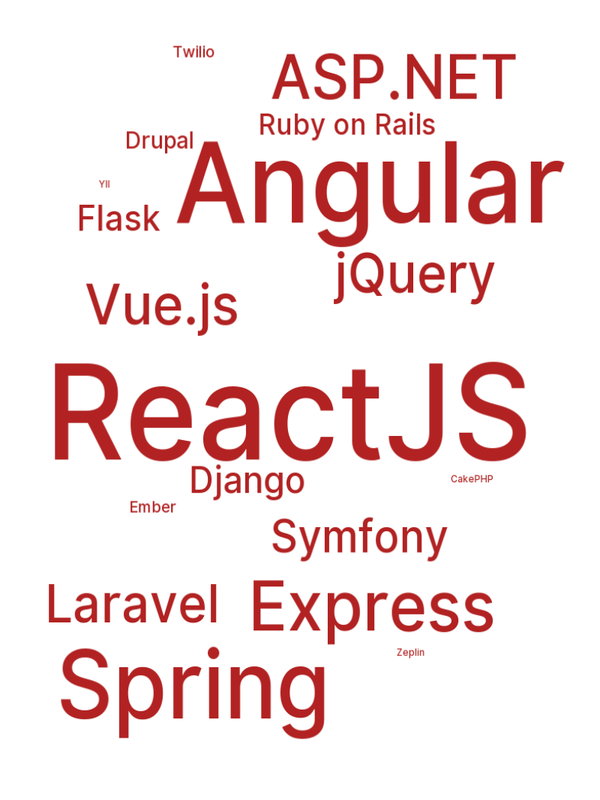 Twilio
ASP.NET
Ruby on Rails
Drupal
Angular
YII
Flask
jQuery
Vue.js
ReactJS
Django
CakePHP
Ember
Symfony
Laravel
Express
Zeplin
Spring